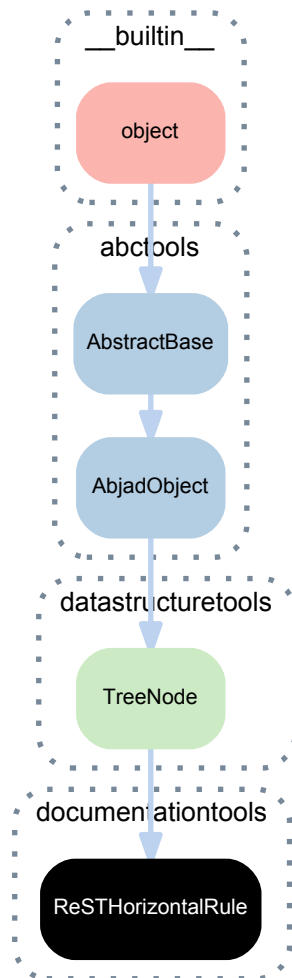 __builtin__
object
abctools
AbstractBase
AbjadObject
datastructuretools
TreeNode
documentationtools
ReSTHorizontalRule